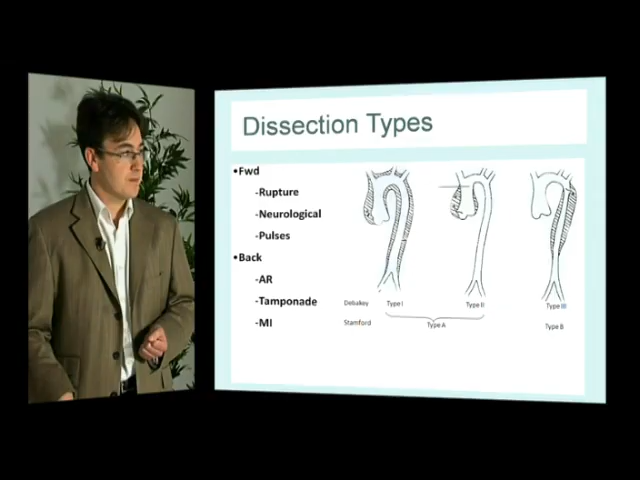 Dissection Types
•Fwd
-Rupture
-Neurological
-Pulses
•Back
-AR
-Tamponade
-MI
Debakey Type I Type II Type III
Stamford Type A Type B